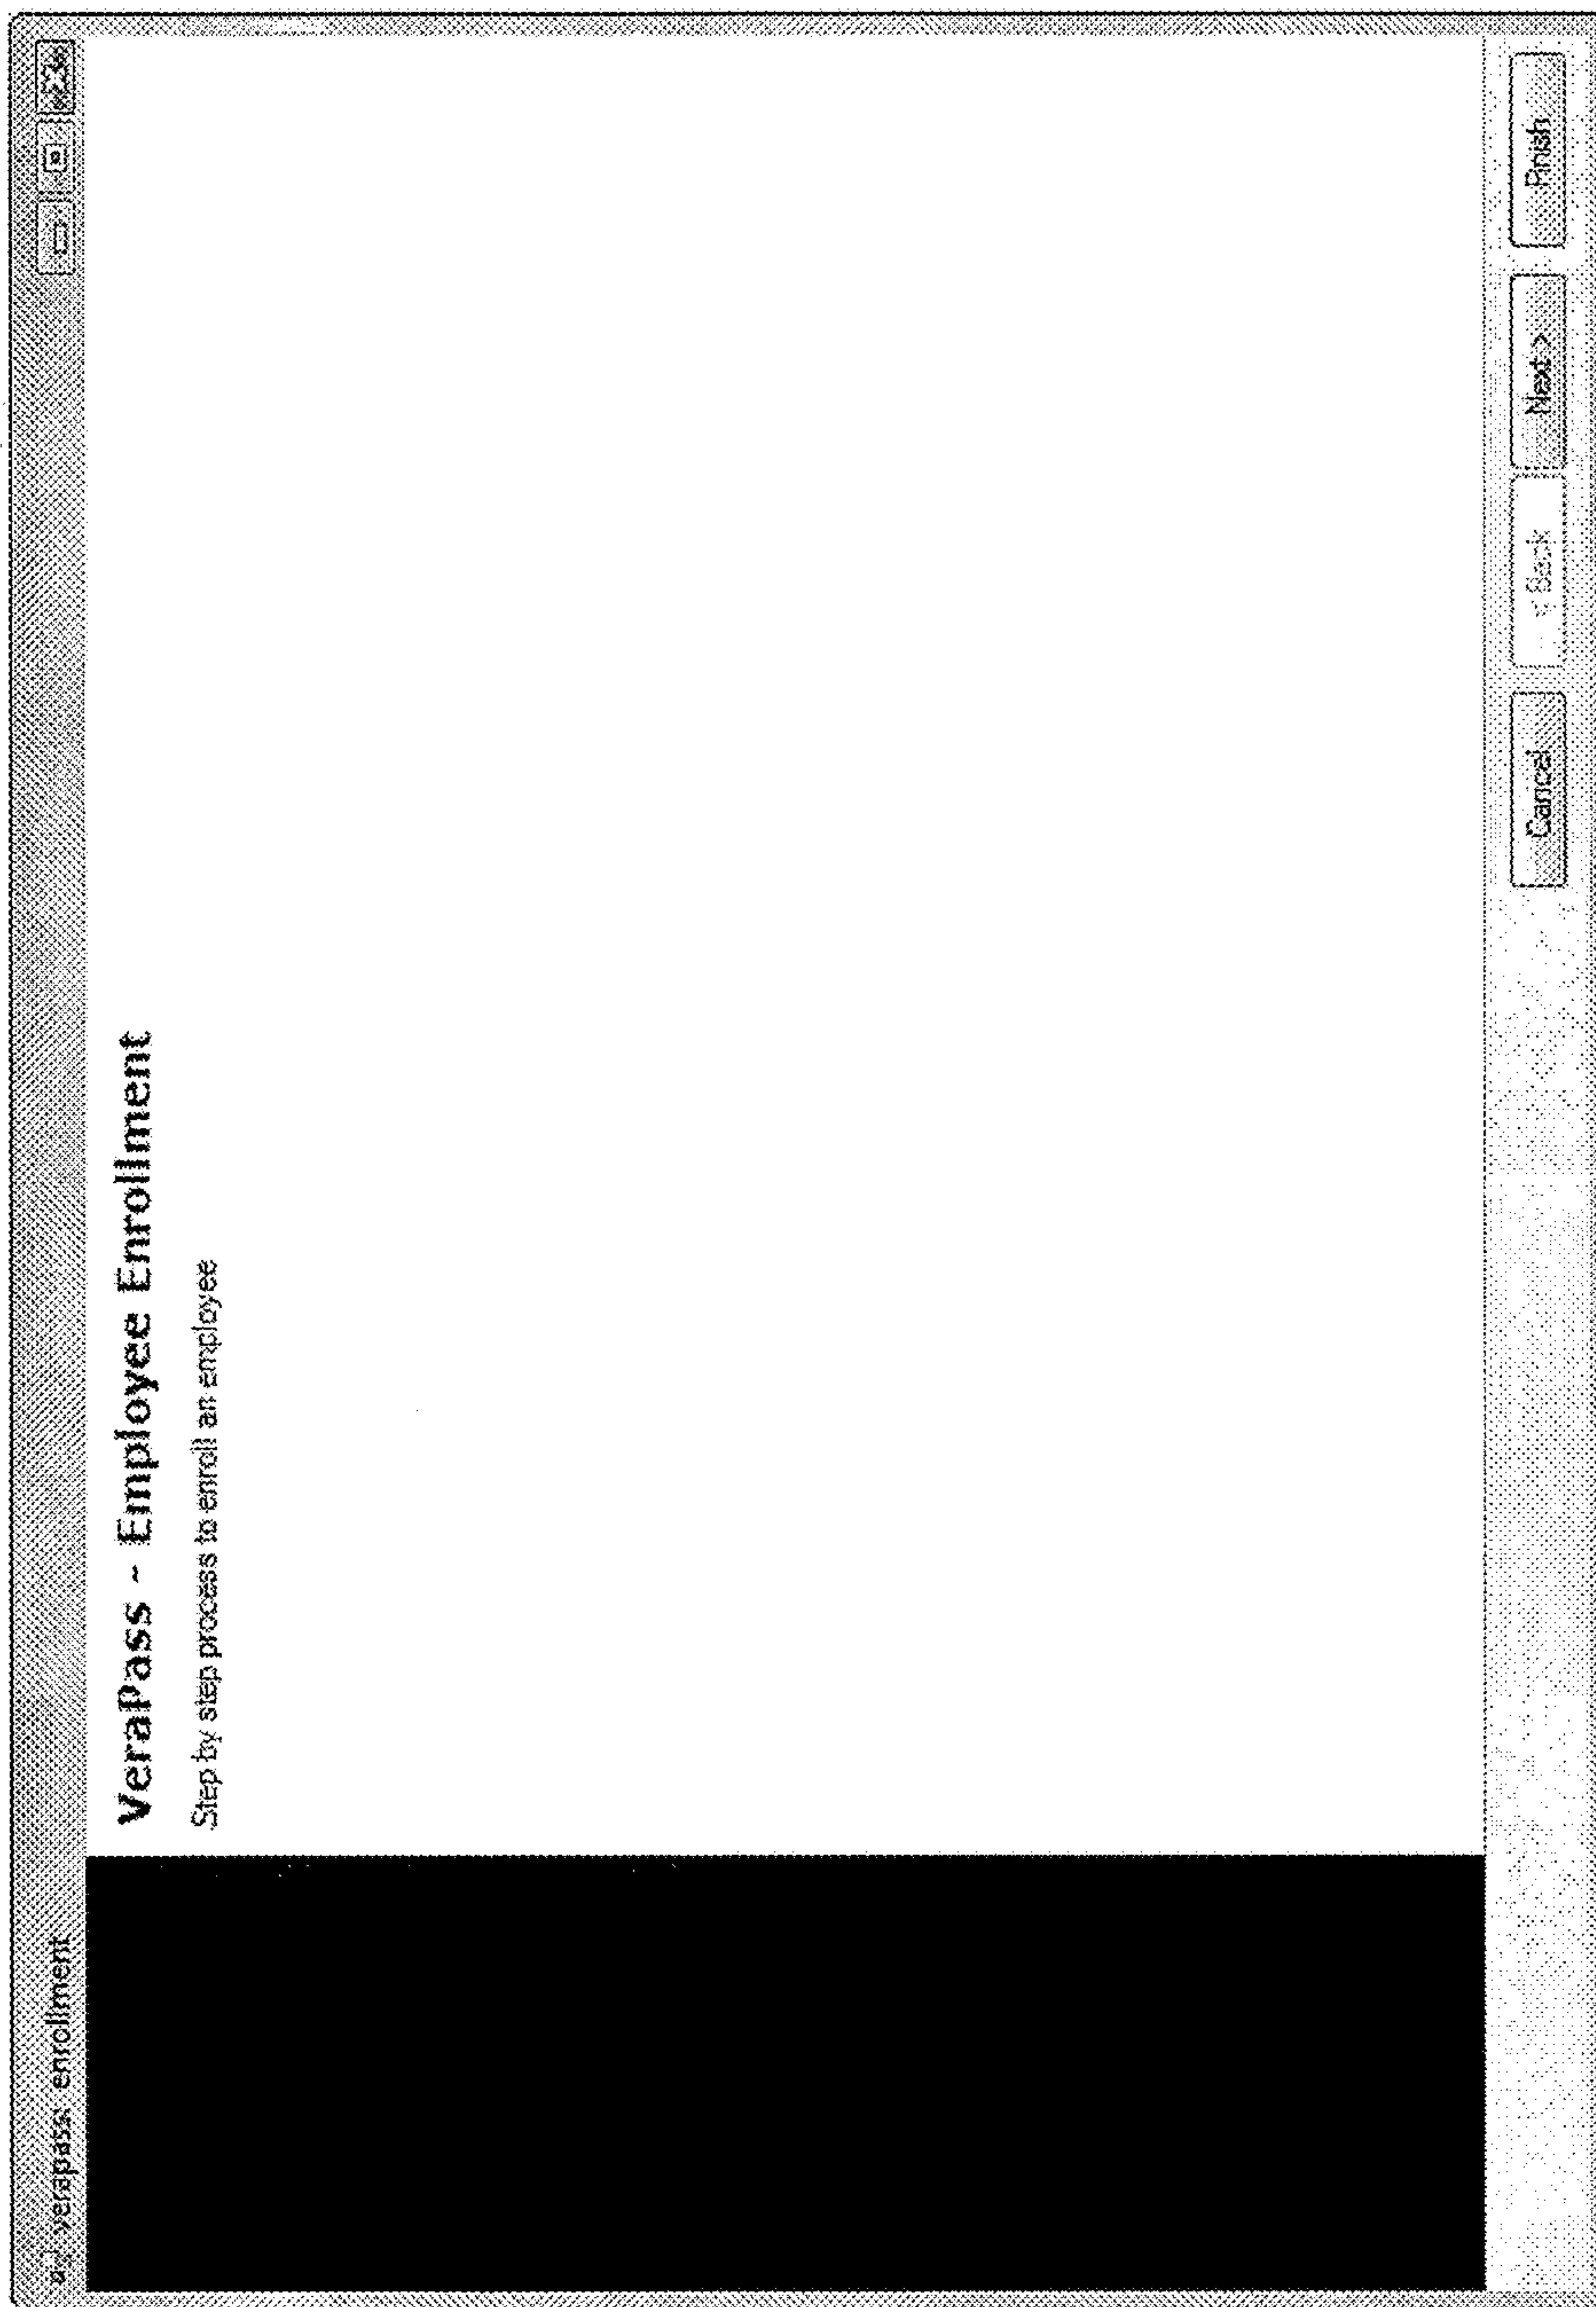 verapass: enrollment
VeraPass - Employee Enrollment
Step by step process to enroll an employee
Cancel
< Back
Next >
Finish